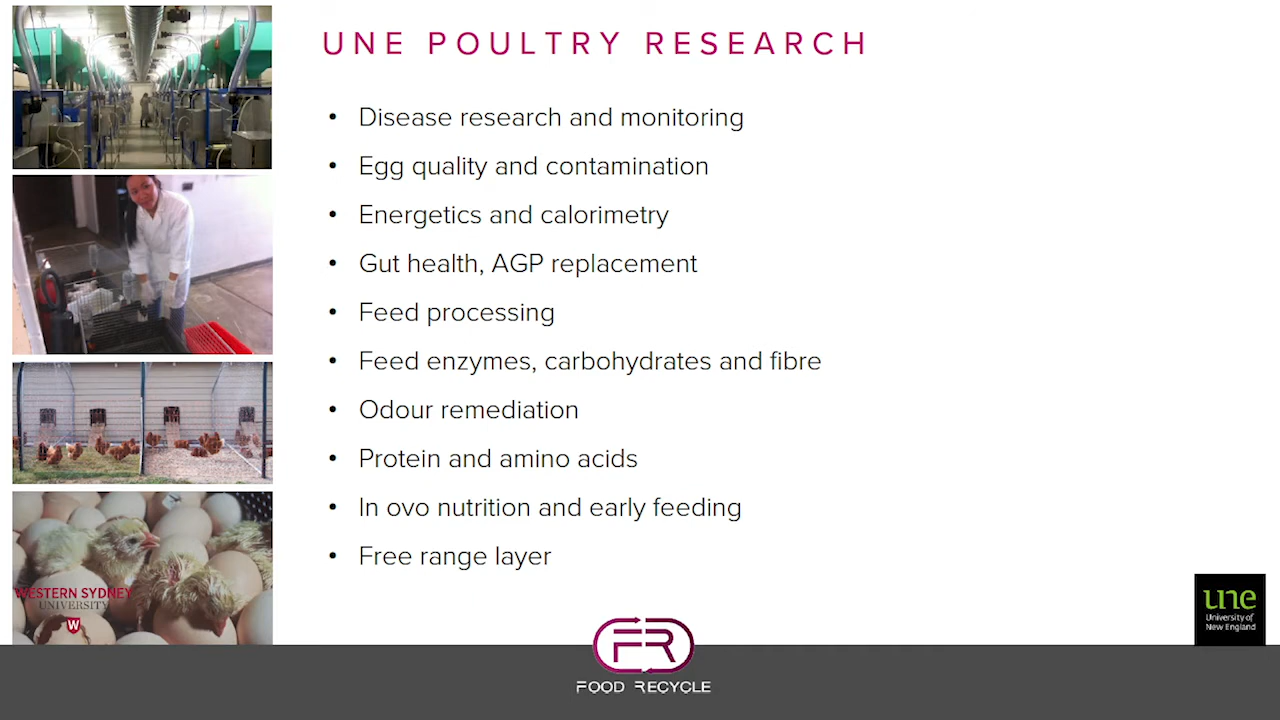 UNE POULTRY RESEARCH
• Disease research and monitoring
• Egg quality and contamination
• Energetics and calorimetry
• Gut health, AGP replacement
• Feed processing
• Feed enzymes, carbohydrates and fibre
• Odour remediation
• Protein and amino acids
• In ovo nutrition and early feeding
• Free range layer
WESTERN SYDNEY
UNIVERSITY
W
FR
FOOD RECYCLE
une
University of
New England